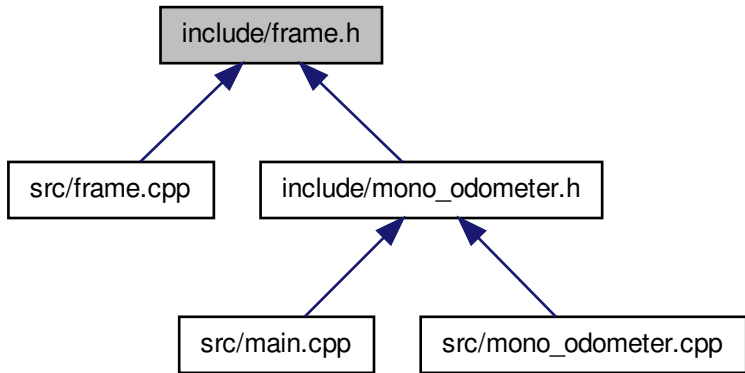 include/frame.h
src/frame.cpp
include/mono_odometer.h
src/main.cpp
src/mono_odometer.cpp